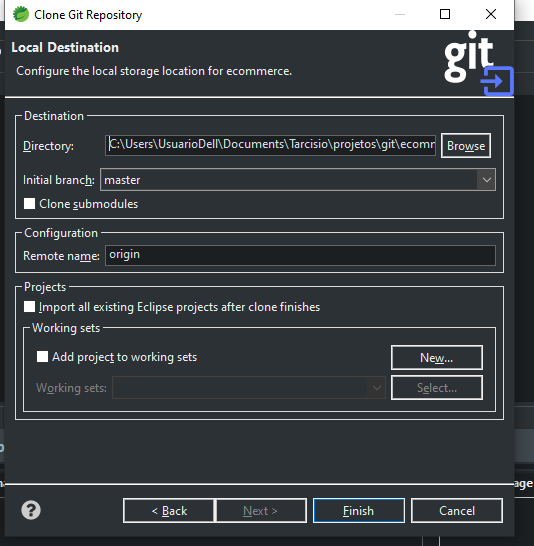 Clone Git Repository
Local Destination
Configure the local storage location for ecommerce.
git
Destination
Directory:
C:\Users\UsuarioDell\Documents\Tarcisio\projetos\git\ecomm
Browse
Initial branch:
master
Clone submodules
Configuration
Remote name:
origin
Projects
Import all existing Eclipse projects after clone finishes
Working sets
Add project to working sets
New...
Working sets:
Select...
age
?
< Back
Next >
Finish
Cancel